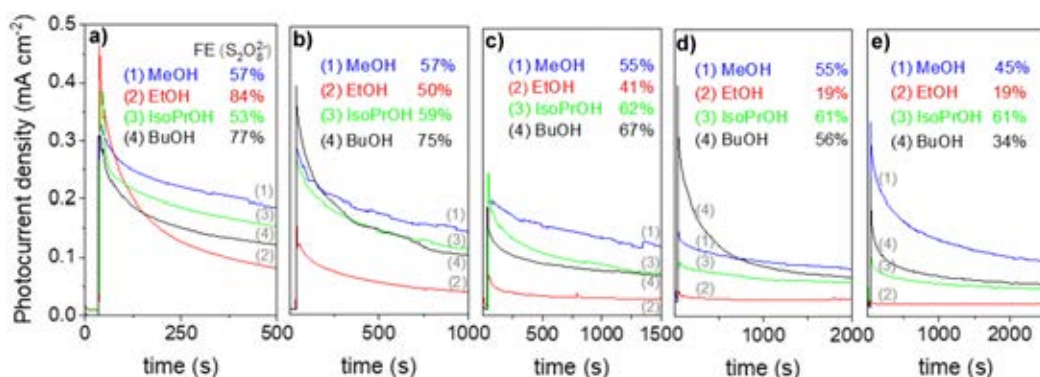 Photocurrent density (mA cm⁻²)
0.5
0.4
0.3
0.2
0.1
0.0
a)
FE (S₂O₈²⁻)
(1) MeOH 57%
(2) EtOH 84%
(3) IsoPrOH 53%
(4) BuOH 77%
(1)
(3)
(4)
(2)
0 250 500
time (s)
b)
(1) MeOH 57%
(2) EtOH 50%
(3) IsoPrOH 59%
(4) BuOH 75%
(1)
(3)
(4)
(2)
500 1000
time (s)
c)
(1) MeOH 55%
(2) EtOH 41%
(3) IsoPrOH 62%
(4) BuOH 67%
(1)
(3)
(4)
(2)
0 500 1000 1500
time (s)
d)
(1) MeOH 55%
(2) EtOH 19%
(3) IsoPrOH 61%
(4) BuOH 56%
(4)
(1)
(3)
(2)
0 1000 2000
time (s)
e)
(1) MeOH 45%
(2) EtOH 19%
(3) IsoPrOH 61%
(4) BuOH 34%
(1)
(4)
(3)
(2)
0 1000 2000
time (s)